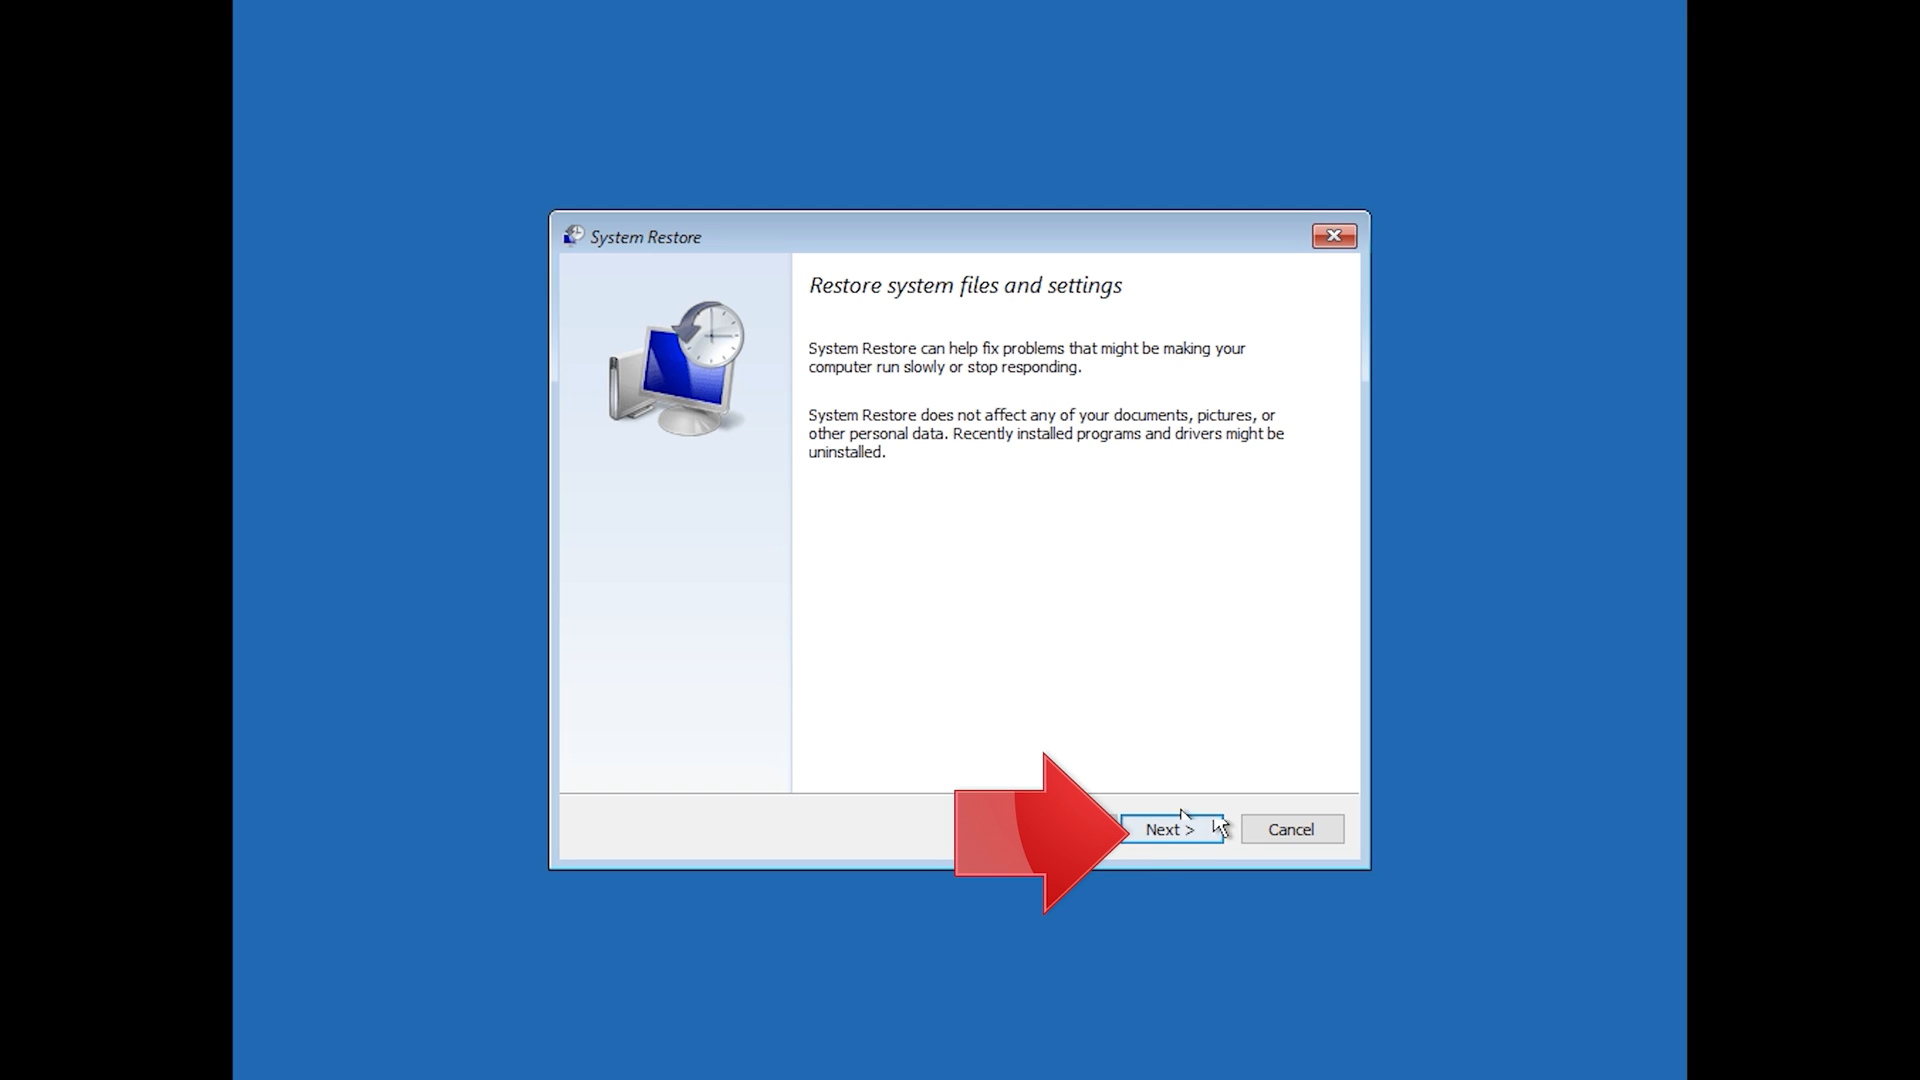 System Restore
Restore system files and settings
System Restore can help fix problems that might be making your
computer run slowly or stop responding.
System Restore does not affect any of your documents, pictures, or
other personal data. Recently installed programs and drivers might be
uninstalled.
Next >
Cancel